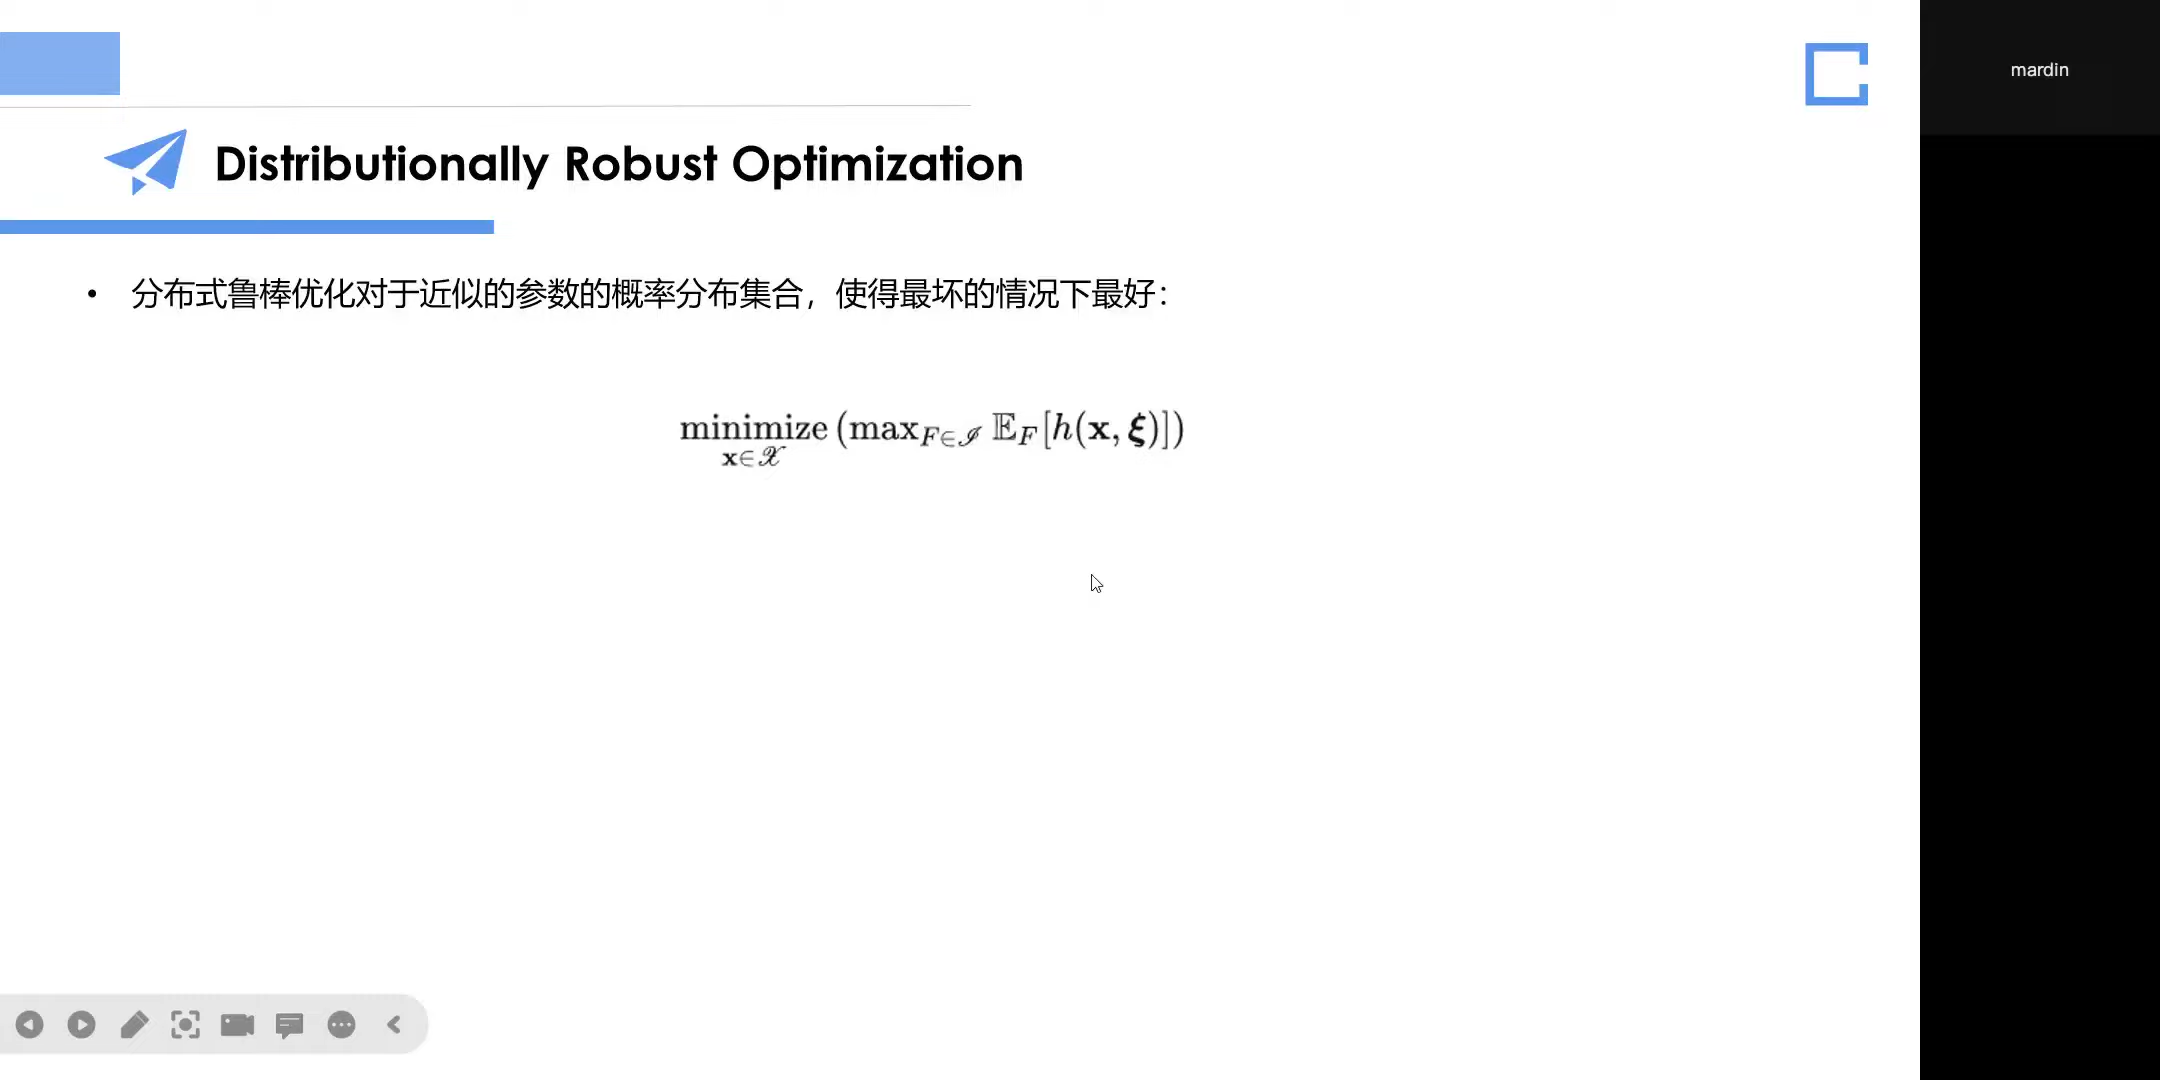 mardin
Distributionally Robust Optimization
• 分布式鲁棒优化对于近似的参数的概率分布集合，使得最坏的情况下最好：
minimize (max_{F∈ℐ} 𝔼_F [h(𝐱, 𝝃)])
𝐱∈𝒳